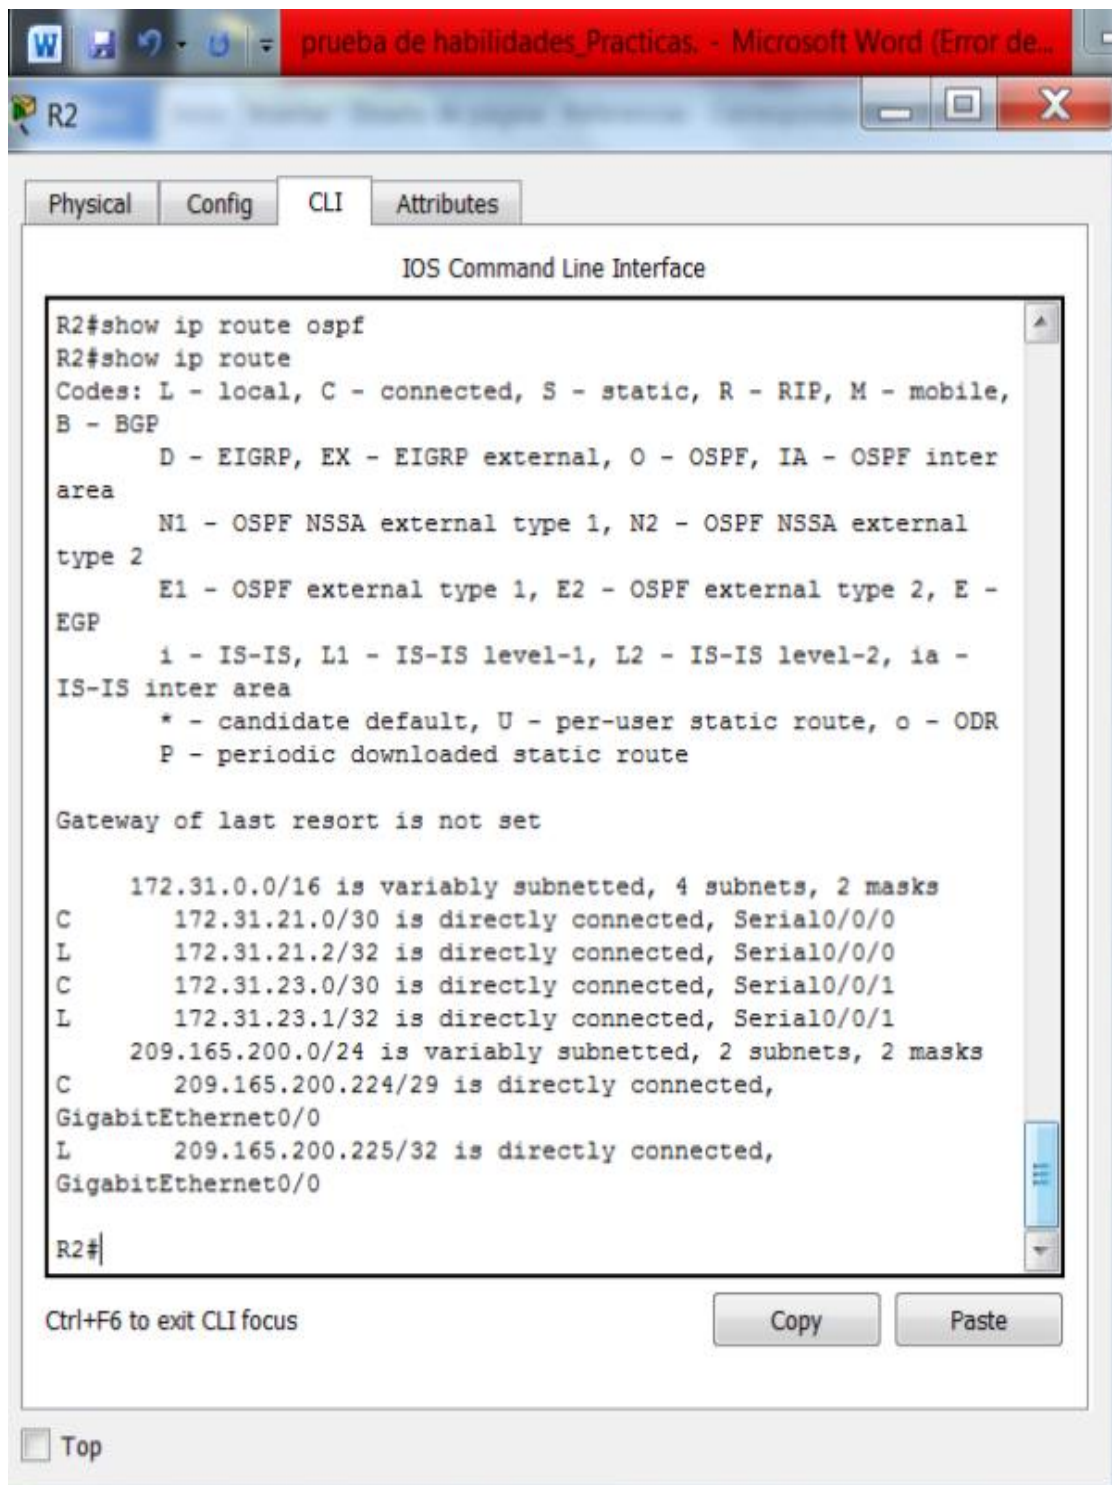 prueba de habilidades_Practicas. - Microsoft Word (Error de...
R2
Physical Config CLI Attributes
IOS Command Line Interface
R2#show ip route ospf
R2#show ip route
Codes: L - local, C - connected, S - static, R - RIP, M - mobile,
B - BGP
D - EIGRP, EX - EIGRP external, O - OSPF, IA - OSPF inter
area
N1 - OSPF NSSA external type 1, N2 - OSPF NSSA external
type 2
E1 - OSPF external type 1, E2 - OSPF external type 2, E -
EGP
i - IS-IS, L1 - IS-IS level-1, L2 - IS-IS level-2, ia -
IS-IS inter area
* - candidate default, U - per-user static route, o - ODR
P - periodic downloaded static route
Gateway of last resort is not set
172.31.0.0/16 is variably subnetted, 4 subnets, 2 masks
C 172.31.21.0/30 is directly connected, Serial0/0/0
L 172.31.21.2/32 is directly connected, Serial0/0/0
C 172.31.23.0/30 is directly connected, Serial0/0/1
L 172.31.23.1/32 is directly connected, Serial0/0/1
209.165.200.0/24 is variably subnetted, 2 subnets, 2 masks
C 209.165.200.224/29 is directly connected,
GigabitEthernet0/0
L 209.165.200.225/32 is directly connected,
GigabitEthernet0/0
R2#
Ctrl+F6 to exit CLI focus
Copy Paste
Top